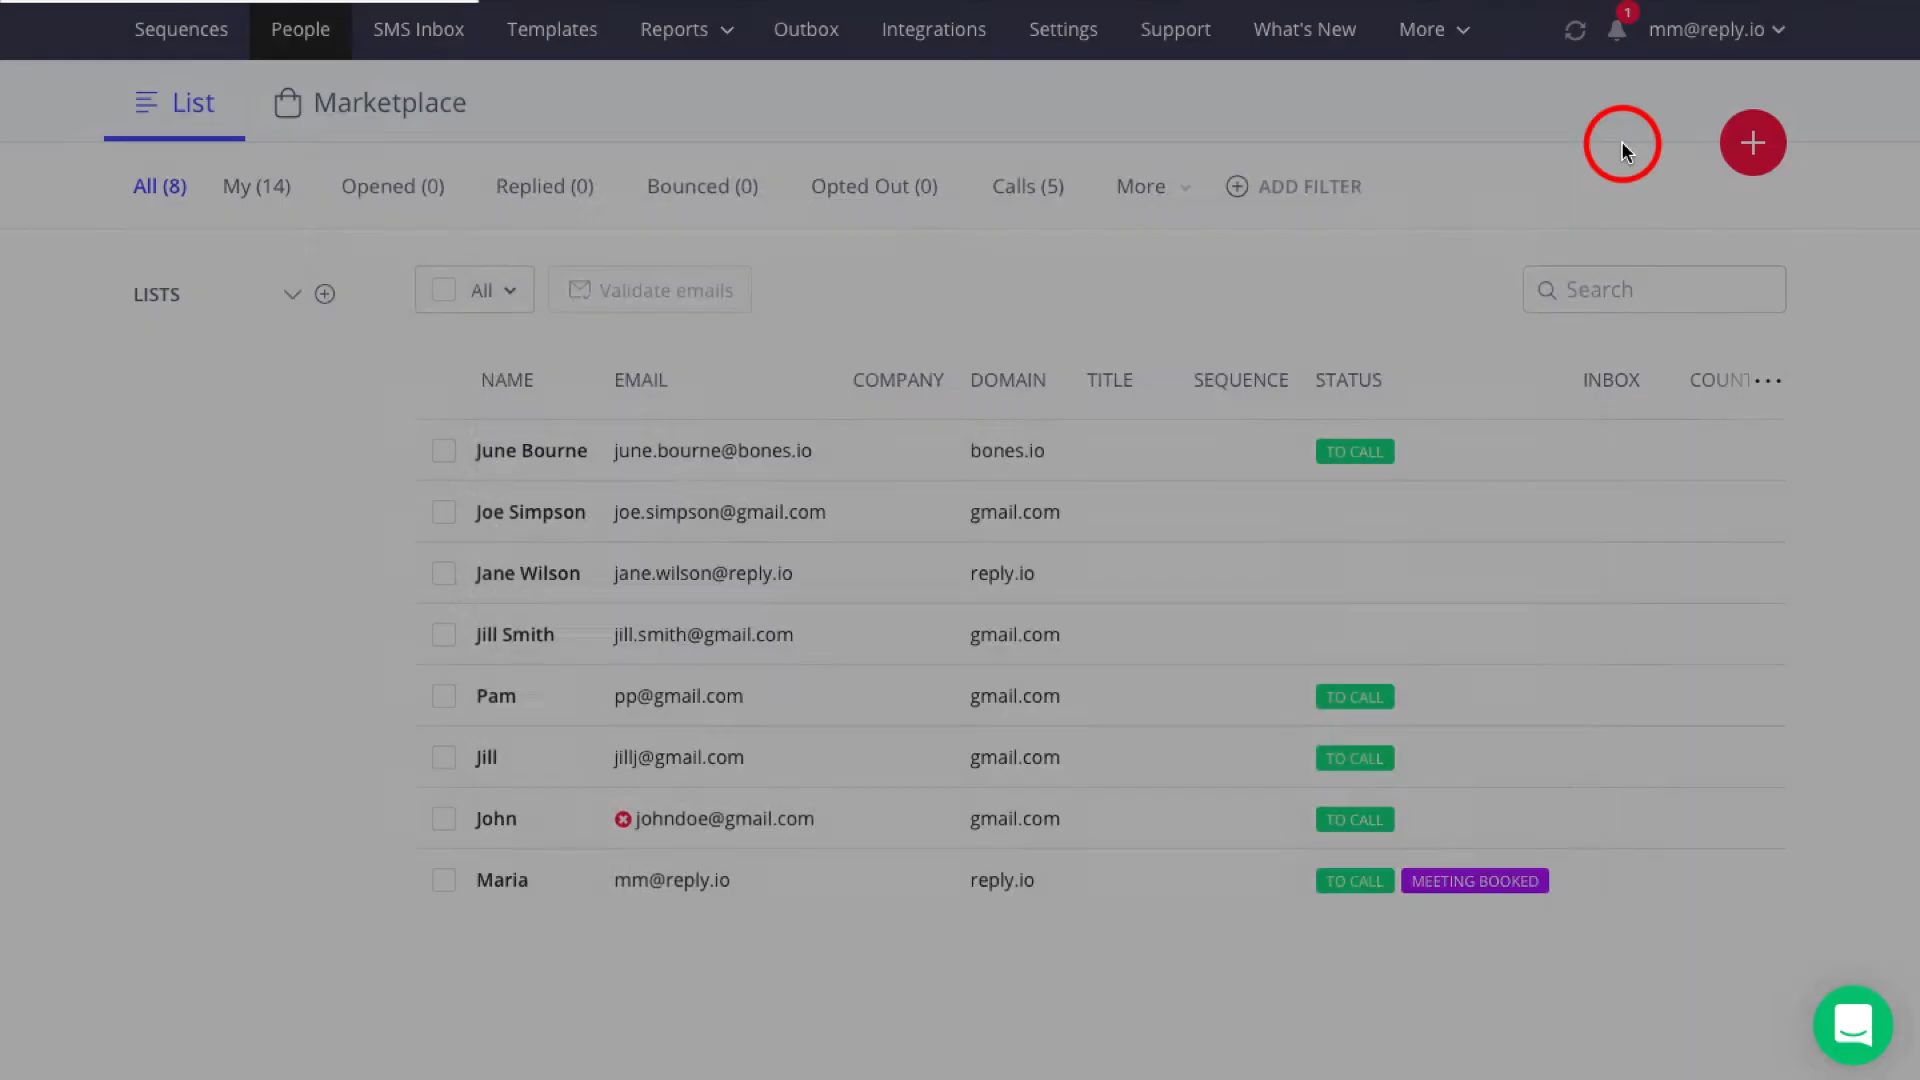 Sequences People SMS Inbox Templates Reports Outbox Integrations Settings Support What's New More 1 mm@reply.io
List Marketplace
All (8) My (14) Opened (0) Replied (0) Bounced (0) Opted Out (0) Calls (5) More ADD FILTER
LISTS All Validate emails Search
NAME EMAIL COMPANY DOMAIN TITLE SEQUENCE STATUS INBOX COUNT...
June Bourne june.bourne@bones.io bones.io TO CALL
Joe Simpson joe.simpson@gmail.com gmail.com
Jane Wilson jane.wilson@reply.io reply.io
Jill Smith jill.smith@gmail.com gmail.com
Pam pp@gmail.com gmail.com TO CALL
Jill jillj@gmail.com gmail.com TO CALL
John johndoe@gmail.com gmail.com TO CALL
Maria mm@reply.io reply.io TO CALL MEETING BOOKED